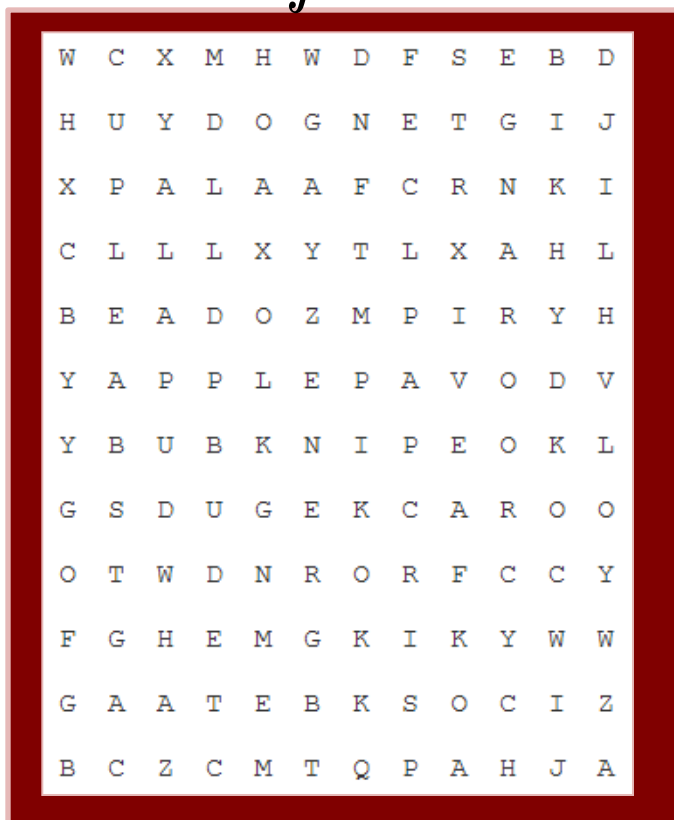 W C X M H W D F S E B D
H U Y D O G N E T G I J
X P A L A A F C R N K I
C L L L X Y T L X A H L
B E A D O Z M P I R Y H
Y A P P L E P A V O D V
Y B U B K N I P E O K L
G S D U G E K C A R O O
O T W D N R O R F C C Y
F G H E M G K I K Y W W
G A A T E B K S O C I Z
B C Z C M T Q P A H J A